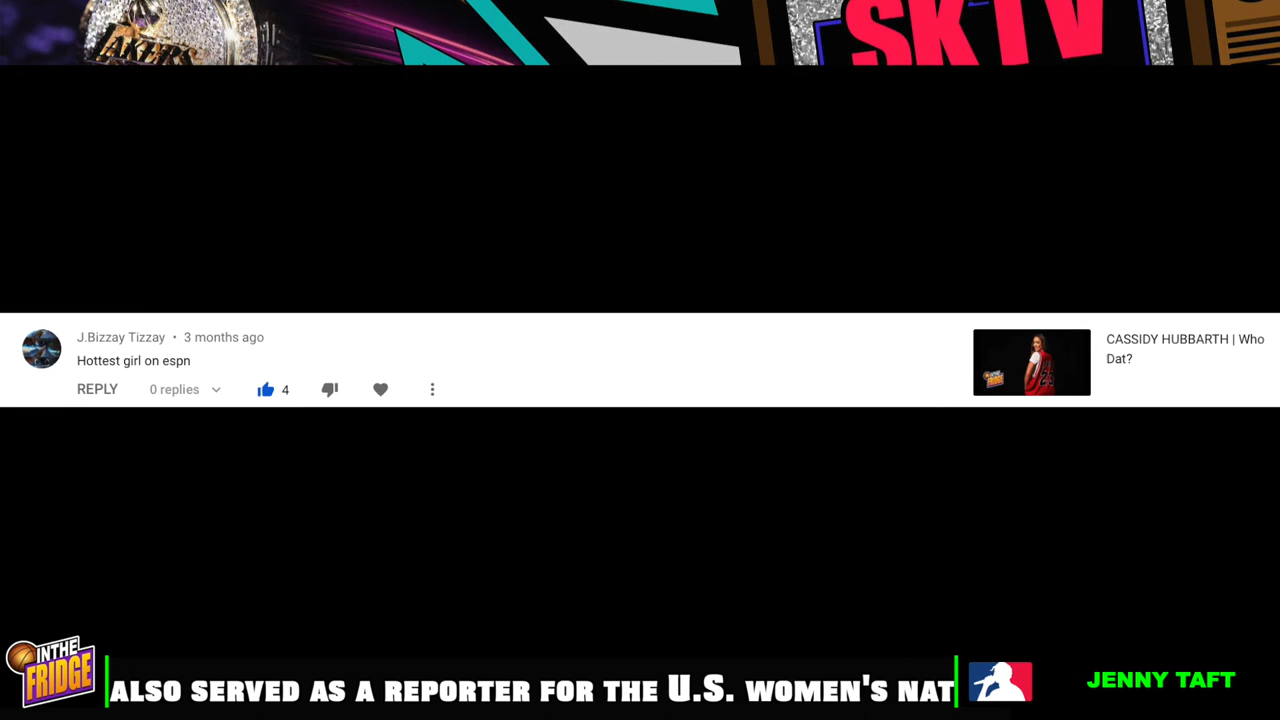 LAKERS
SKTV
J.Bizzay Tizzay • 3 months ago
Hottest girl on espn
REPLY 0 replies 4
CASSIDY HUBBARTH | Who
Dat?
IN THE
FRIDGE
ALSO SERVED AS A REPORTER FOR THE U.S. WOMEN'S NAT
JENNY TAFT